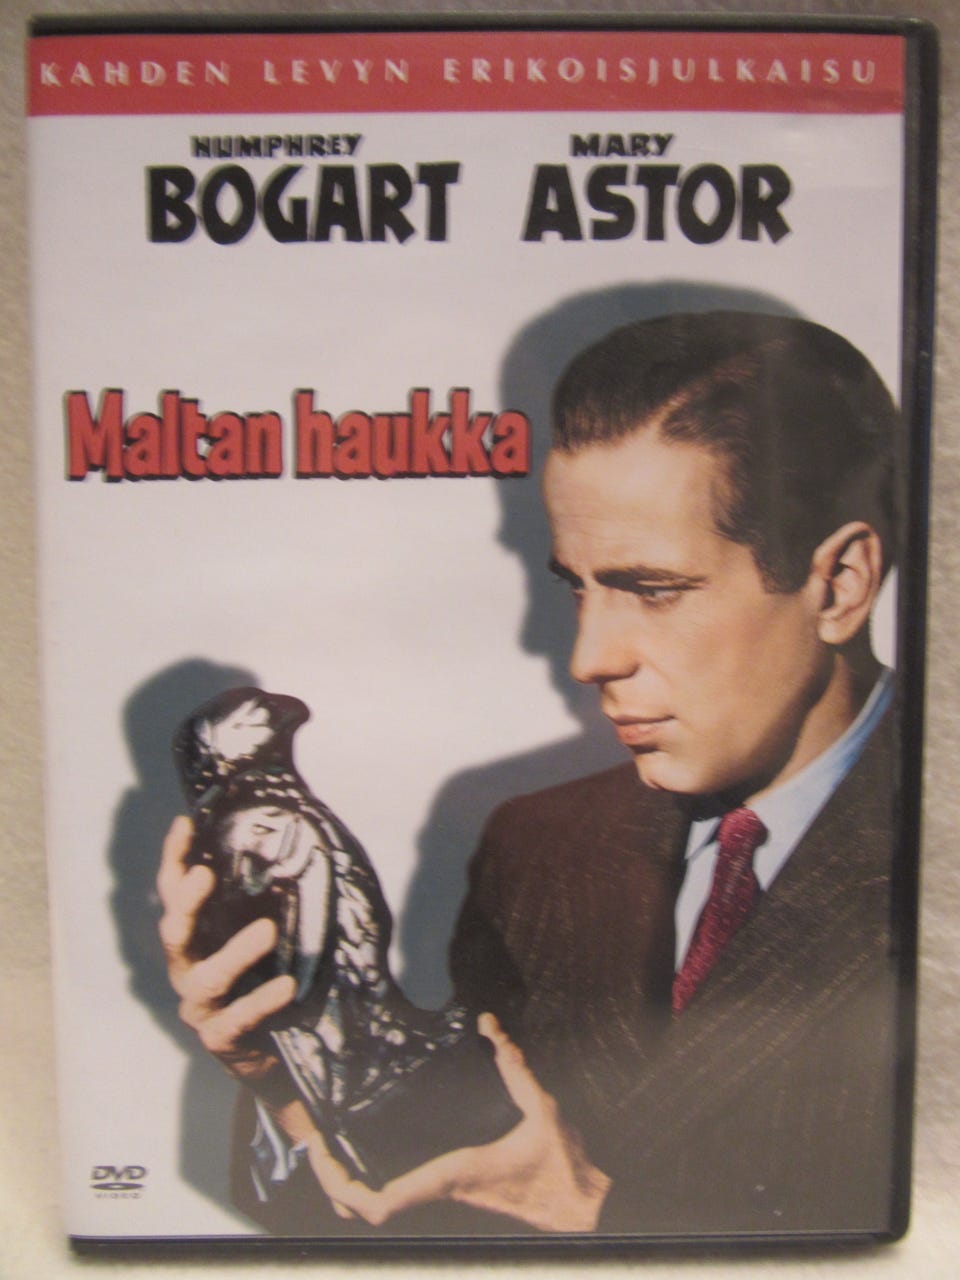 KAHDEN LEVYN ERIKOISJULKAISU
HUMPHREY MARY
BOGART ASTOR
Maltan haukka
DVD
VIDEO